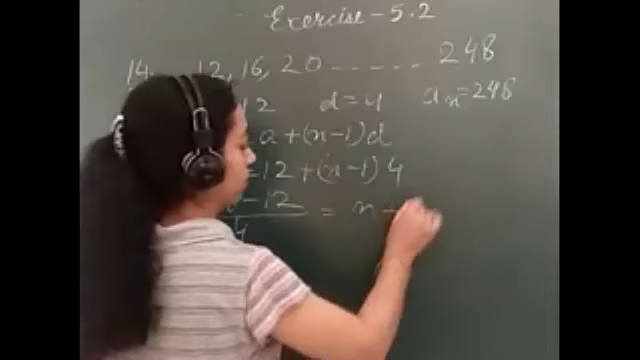 Exercise - 5.2
14 12, 16, 20 ------ 248
12 d = 4 aₙ = 248
a + (n-1)d
= 12 + (n-1) 4
- 12
4
= n -